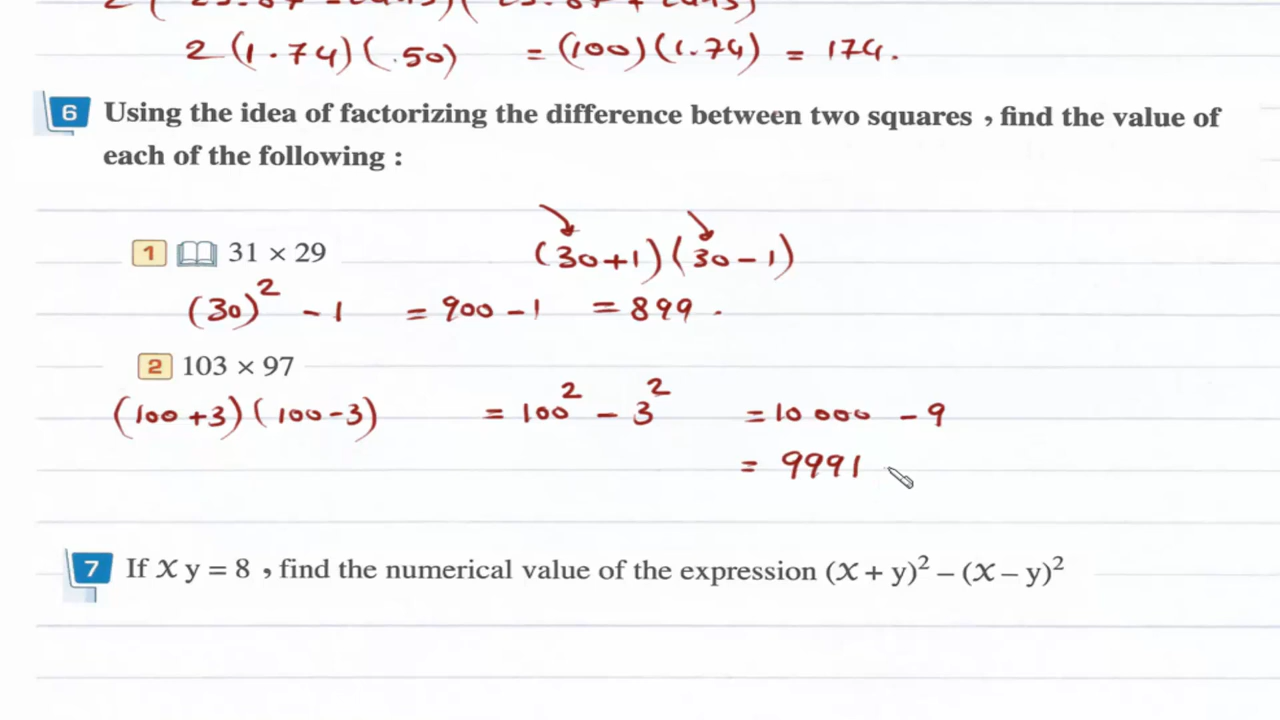 2 (1.74)(.50) = (100)(1.74) = 174.
6 Using the idea of factorizing the difference between two squares , find the value of
each of the following :
1 31 × 29 (30+1)(30-1)
(30)² - 1 = 900 - 1 = 899 .
2 103 × 97
(100 +3)(100-3) = 100² - 3² = 10 000 - 9
= 9991
7 If X y = 8 , find the numerical value of the expression (X + y)² – (X – y)²